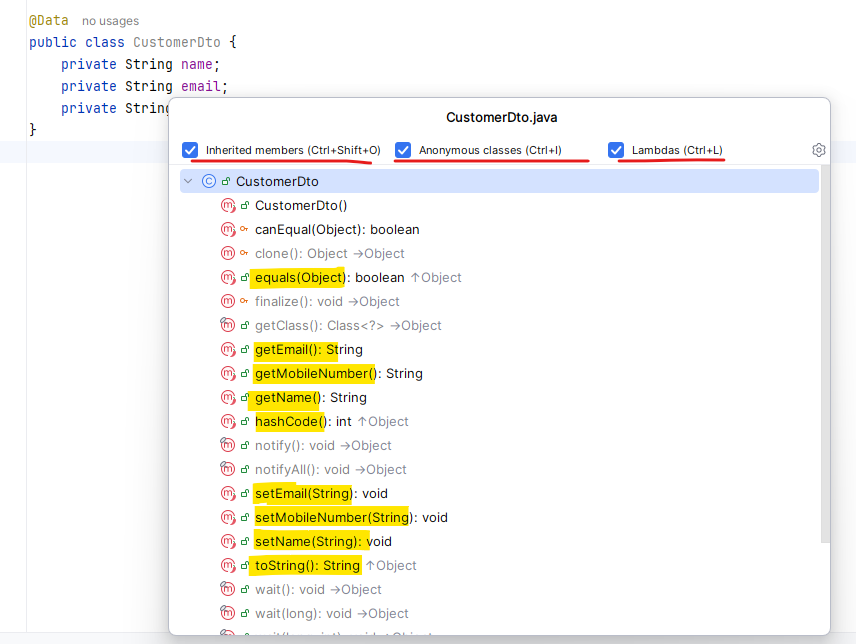 @Data no usages
public class CustomerDto {
private String name;
private String email;
private String
}
CustomerDto.java
Inherited members (Ctrl+Shift+O) Anonymous classes (Ctrl+I) Lambdas (Ctrl+L)
CustomerDto
CustomerDto()
canEqual(Object): boolean
clone(): Object →Object
equals(Object): boolean ↑Object
finalize(): void →Object
getClass(): Class<?> →Object
getEmail(): String
getMobileNumber(): String
getName(): String
hashCode(): int ↑Object
notify(): void →Object
notifyAll(): void →Object
setEmail(String): void
setMobileNumber(String): void
setName(String): void
toString(): String ↑Object
wait(): void →Object
wait(long): void →Object